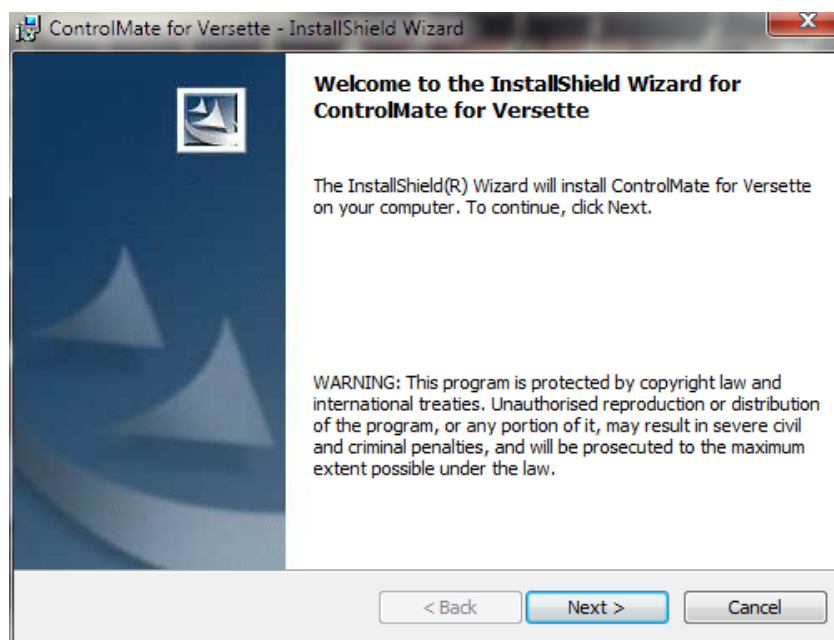 ControlMate for Versette - InstallShield Wizard
Welcome to the InstallShield Wizard for
ControlMate for Versette
The InstallShield(R) Wizard will install ControlMate for Versette
on your computer. To continue, click Next.
WARNING: This program is protected by copyright law and
international treaties. Unauthorised reproduction or distribution
of the program, or any portion of it, may result in severe civil
and criminal penalties, and will be prosecuted to the maximum
extent possible under the law.
< Back Next > Cancel